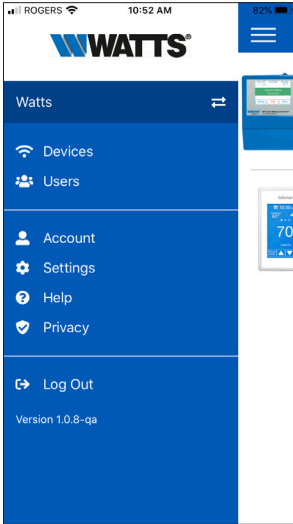 ROGERS 10:52 AM 82%
WATTS®
Watts
Devices
Users
Account
Settings
Help
Privacy
Log Out
Version 1.0.8-qa
70